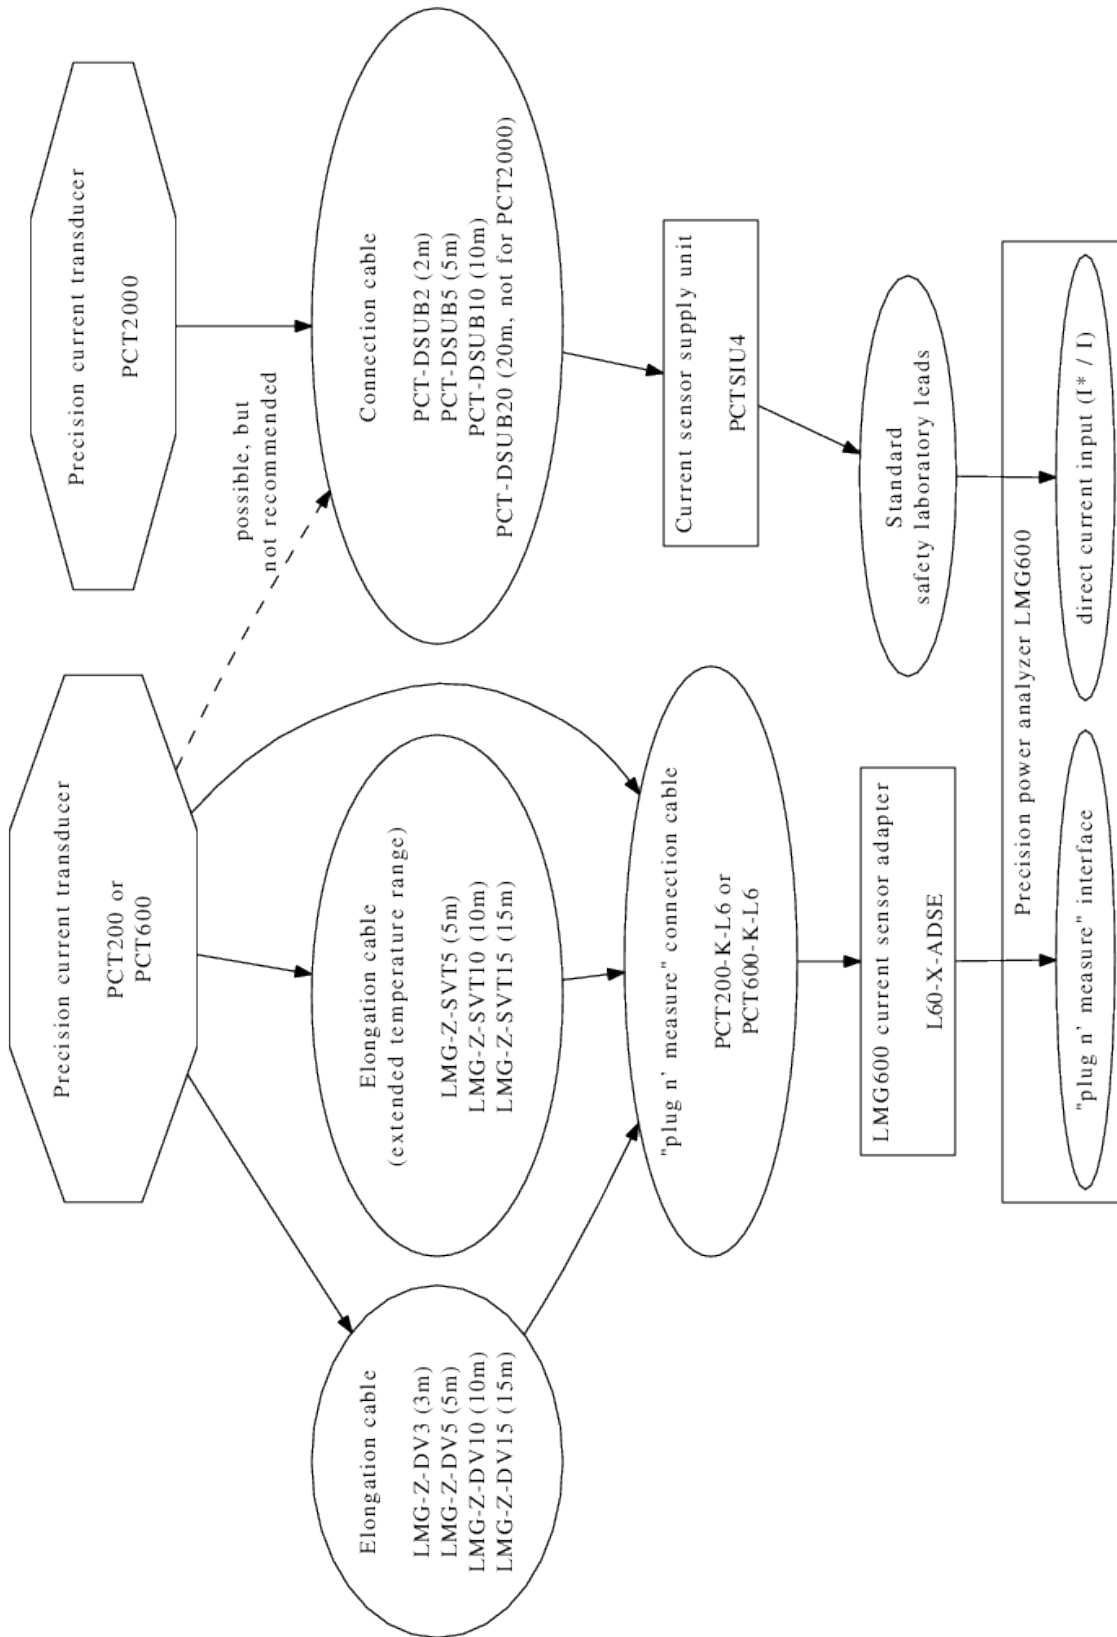 Precision current transducer
PCT200 or
PCT600
Precision current transducer
PCT2000
possible, but
not recommended
Elongation cable
LMG-Z-DV3 (3m)
LMG-Z-DV5 (5m)
LMG-Z-DV10 (10m)
LMG-Z-DV15 (15m)
Elongation cable
(extended temperature range)
LMG-Z-SVT5 (5m)
LMG-Z-SVT10 (10m)
LMG-Z-SVT15 (15m)
Connection cable
PCT-DSUB2 (2m)
PCT-DSUB5 (5m)
PCT-DSUB10 (10m)
PCT-DSUB20 (20m, not for PCT2000)
"plug n' measure" connection cable
PCT200-K-L6 or
PCT600-K-L6
Current sensor supply unit
PCTSIU4
LMG600 current sensor adapter
L60-X-ADSE
Standard
safety laboratory leads
Precision power analyzer LMG600
"plug n' measure" interface
direct current input (I* / I)